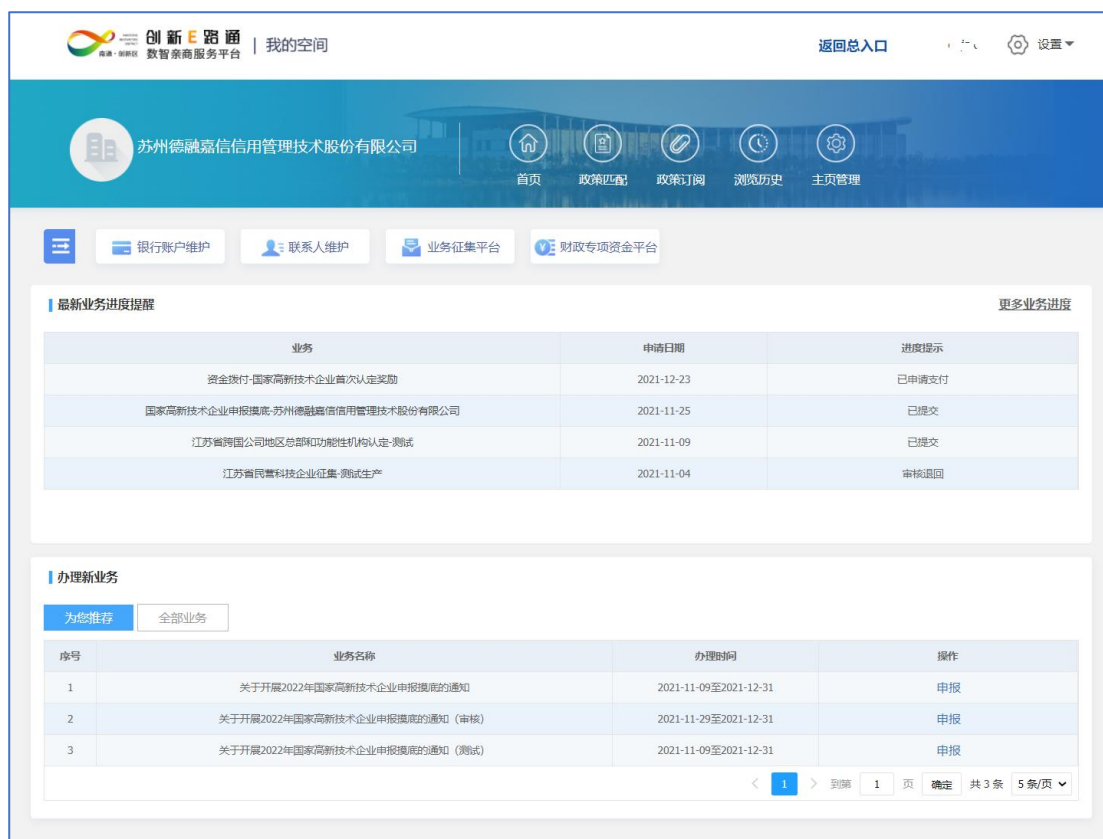 创新E路通
南通·创新区 数智亲商服务平台
我的空间
返回总入口
设置
苏州德融嘉信信用管理技术股份有限公司
首页 政策匹配 政策订阅 浏览历史 主页管理
银行账户维护 联系人维护 业务征集平台 财政专项资金平台
最新业务进度提醒 更多业务进度
业务 申请日期 进度提示
资金拨付-国家高新技术企业首次认定奖励 2021-12-23 已申请支付
国家高新技术企业申报摸底-苏州德融嘉信信用管理技术股份有限公司 2021-11-25 已提交
江苏省跨国公司地区总部和功能性机构认定-测试 2021-11-09 已提交
江苏省民营科技企业征集-测试生产 2021-11-04 审核退回
办理新业务
为您推荐 全部业务
序号 业务名称 办理时间 操作
1 关于开展2022年国家高新技术企业申报摸底的通知 2021-11-09至2021-12-31 申报
2 关于开展2022年国家高新技术企业申报摸底的通知（审核） 2021-11-29至2021-12-31 申报
3 关于开展2022年国家高新技术企业申报摸底的通知（测试） 2021-11-09至2021-12-31 申报
< 1 > 到第 1 页 确定 共 3 条 5 条/页